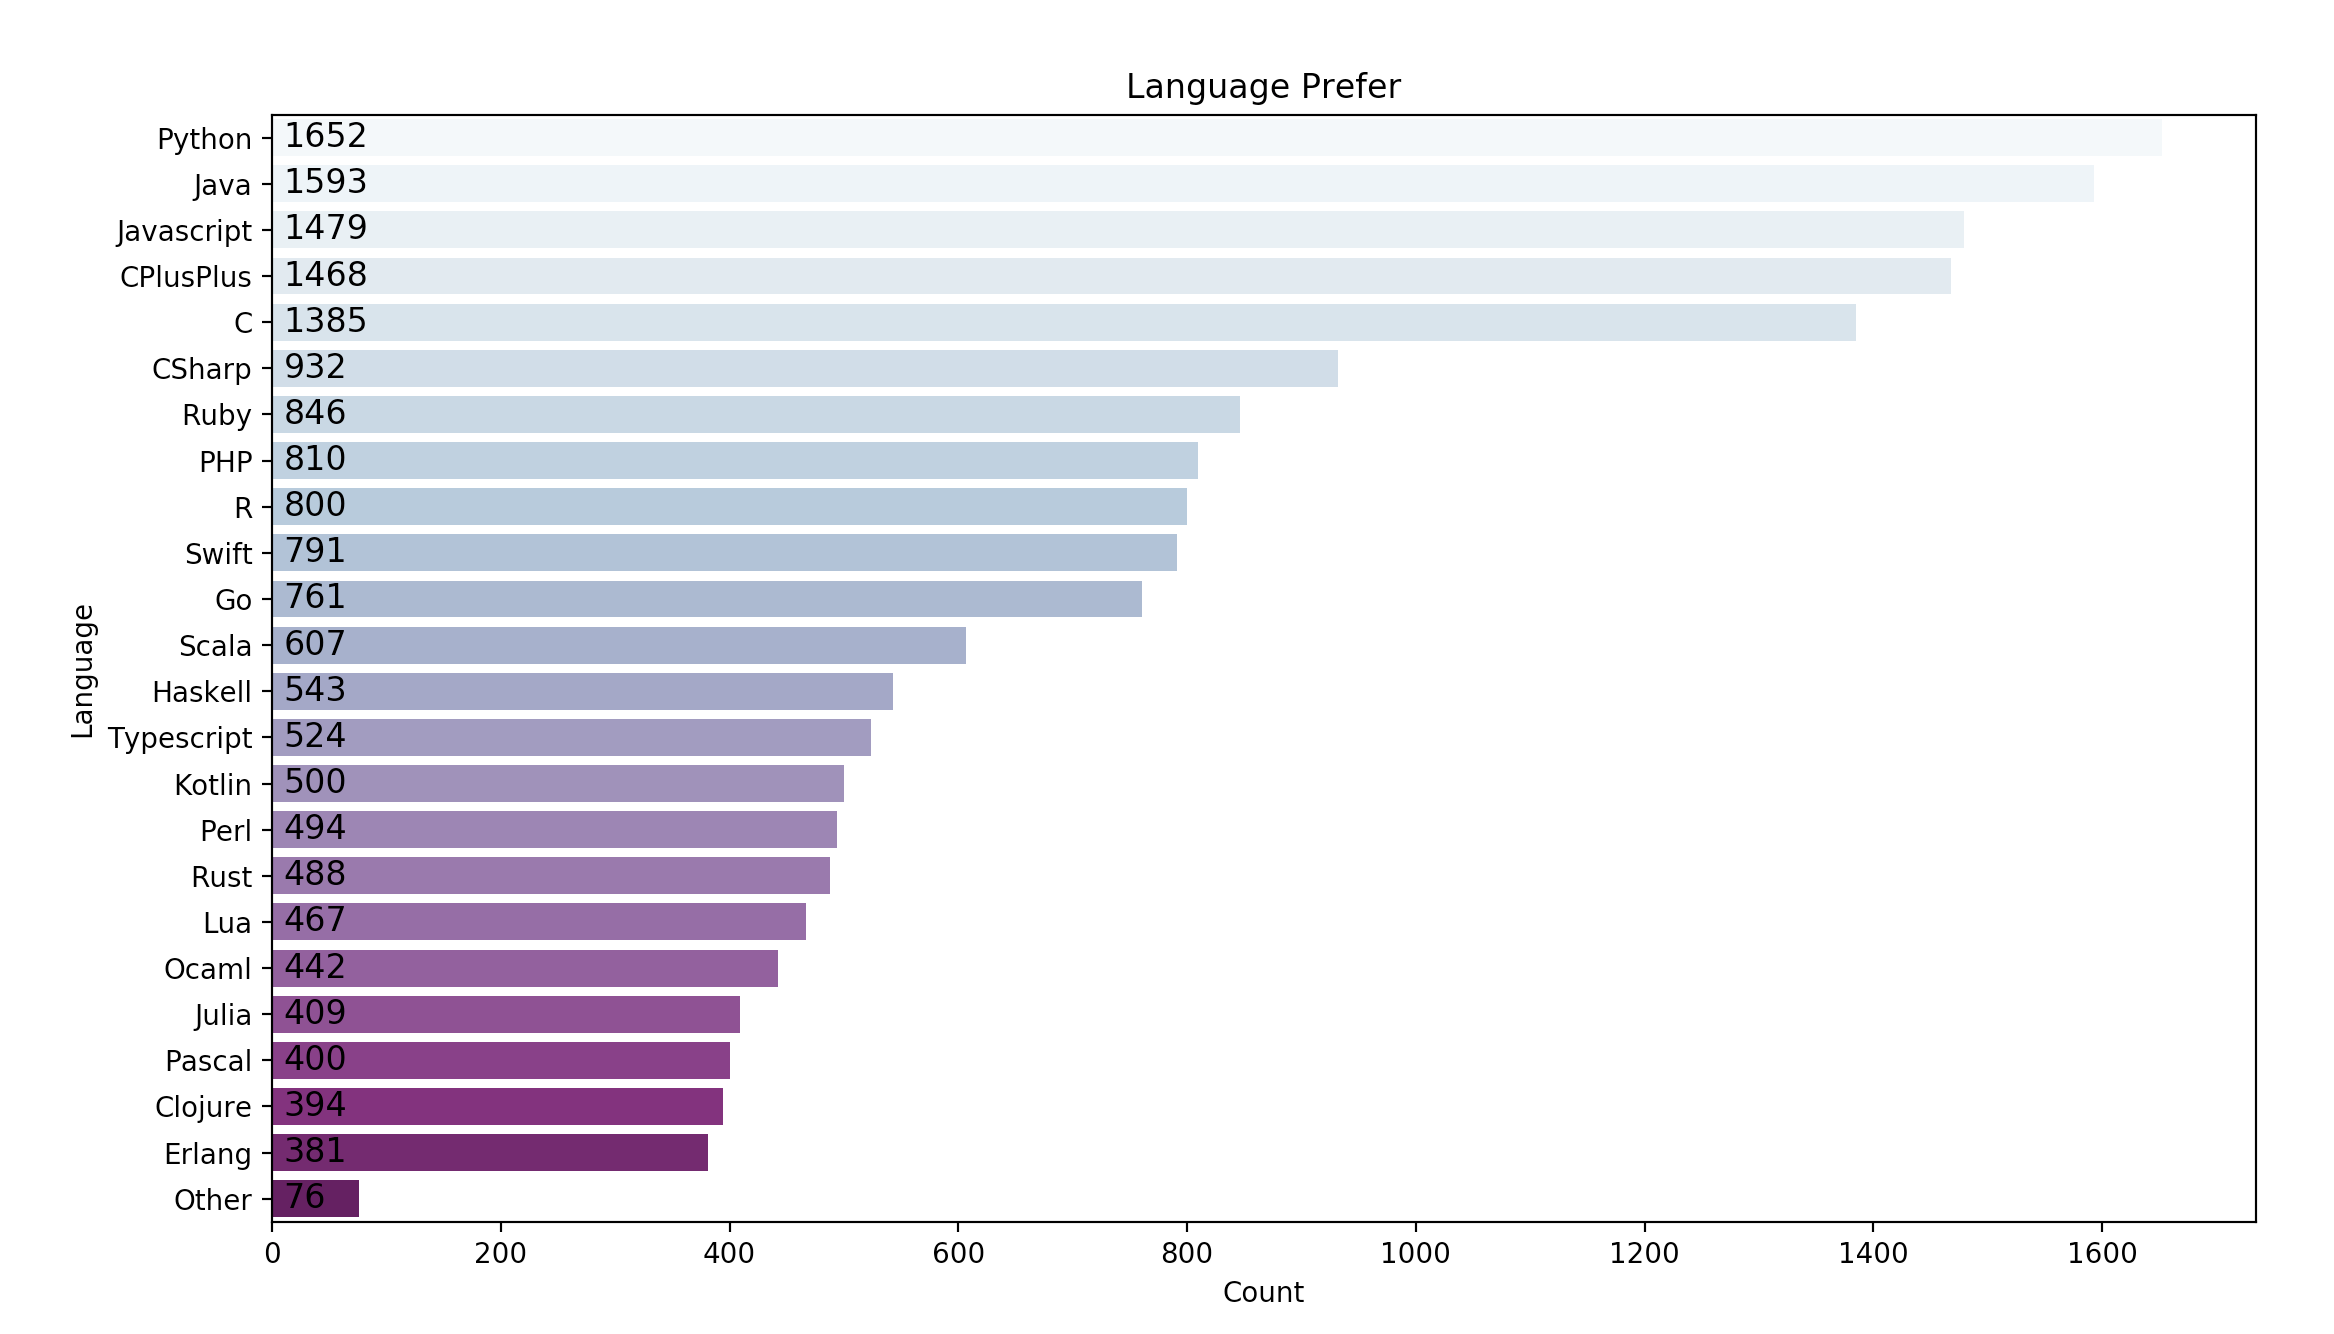 Language Prefer
Python 1652
Java 1593
Javascript 1479
CPlusPlus 1468
C 1385
CSharp 932
Ruby 846
PHP 810
R 800
Swift 791
Go 761
Scala 607
Haskell 543
Typescript 524
Kotlin 500
Perl 494
Rust 488
Lua 467
Ocaml 442
Julia 409
Pascal 400
Clojure 394
Erlang 381
Other 76
Language
0 200 400 600 800 1000 1200 1400 1600
Count